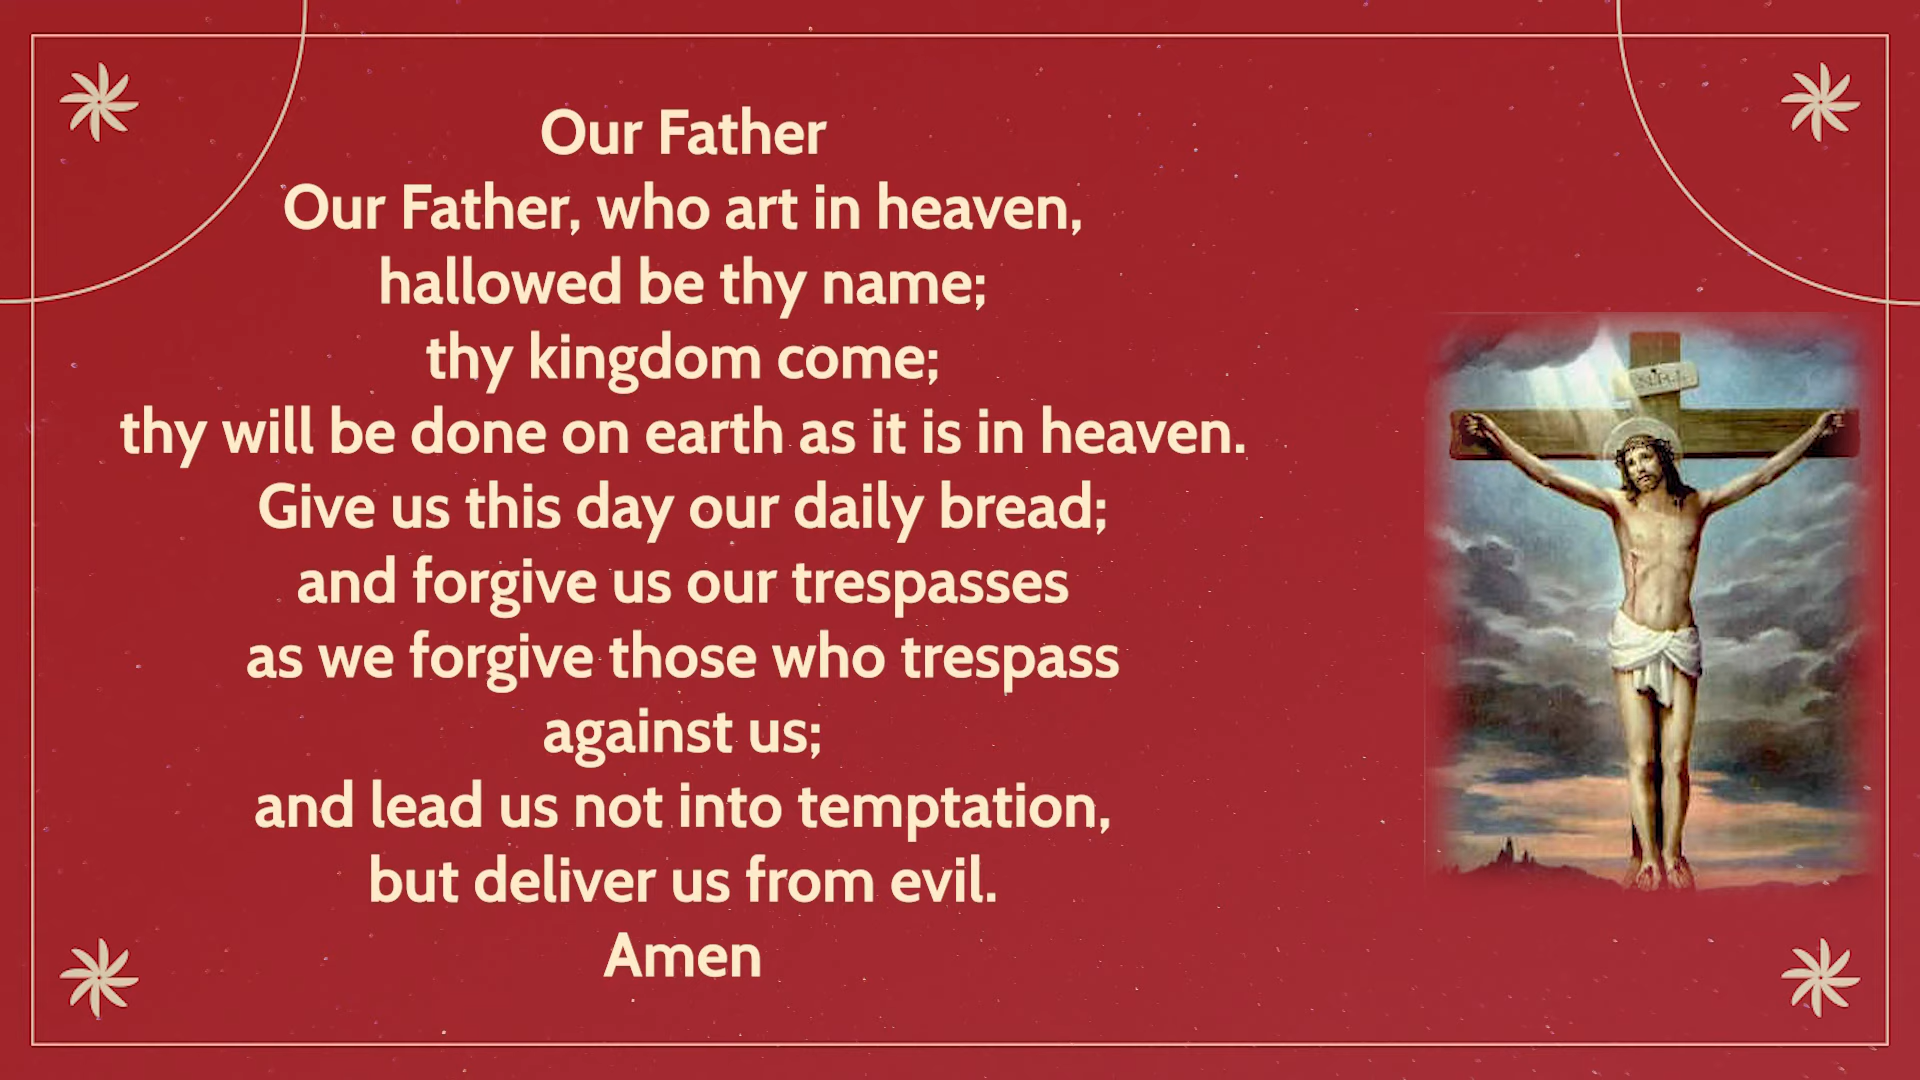 Our Father
Our Father, who art in heaven,
hallowed be thy name;
thy kingdom come;
thy will be done on earth as it is in heaven.
Give us this day our daily bread;
and forgive us our trespasses
as we forgive those who trespass
against us;
and lead us not into temptation,
but deliver us from evil.
Amen